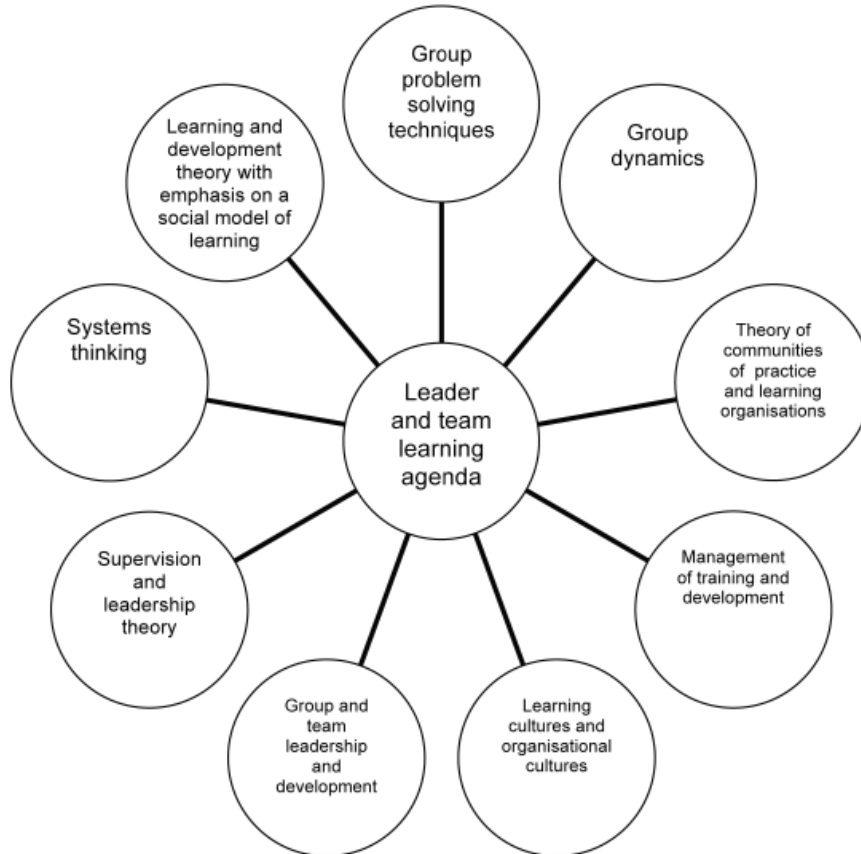 Group
problem
solving
techniques
Group
dynamics
Theory of
communities
of practice
and learning
organisations
Management
of training and
development
Learning
cultures and
organisational
cultures
Group and
team
leadership
and
development
Supervision
and
leadership
theory
Systems
thinking
Learning and
development
theory with
emphasis on a
social model of
learning
Leader
and team
learning
agenda